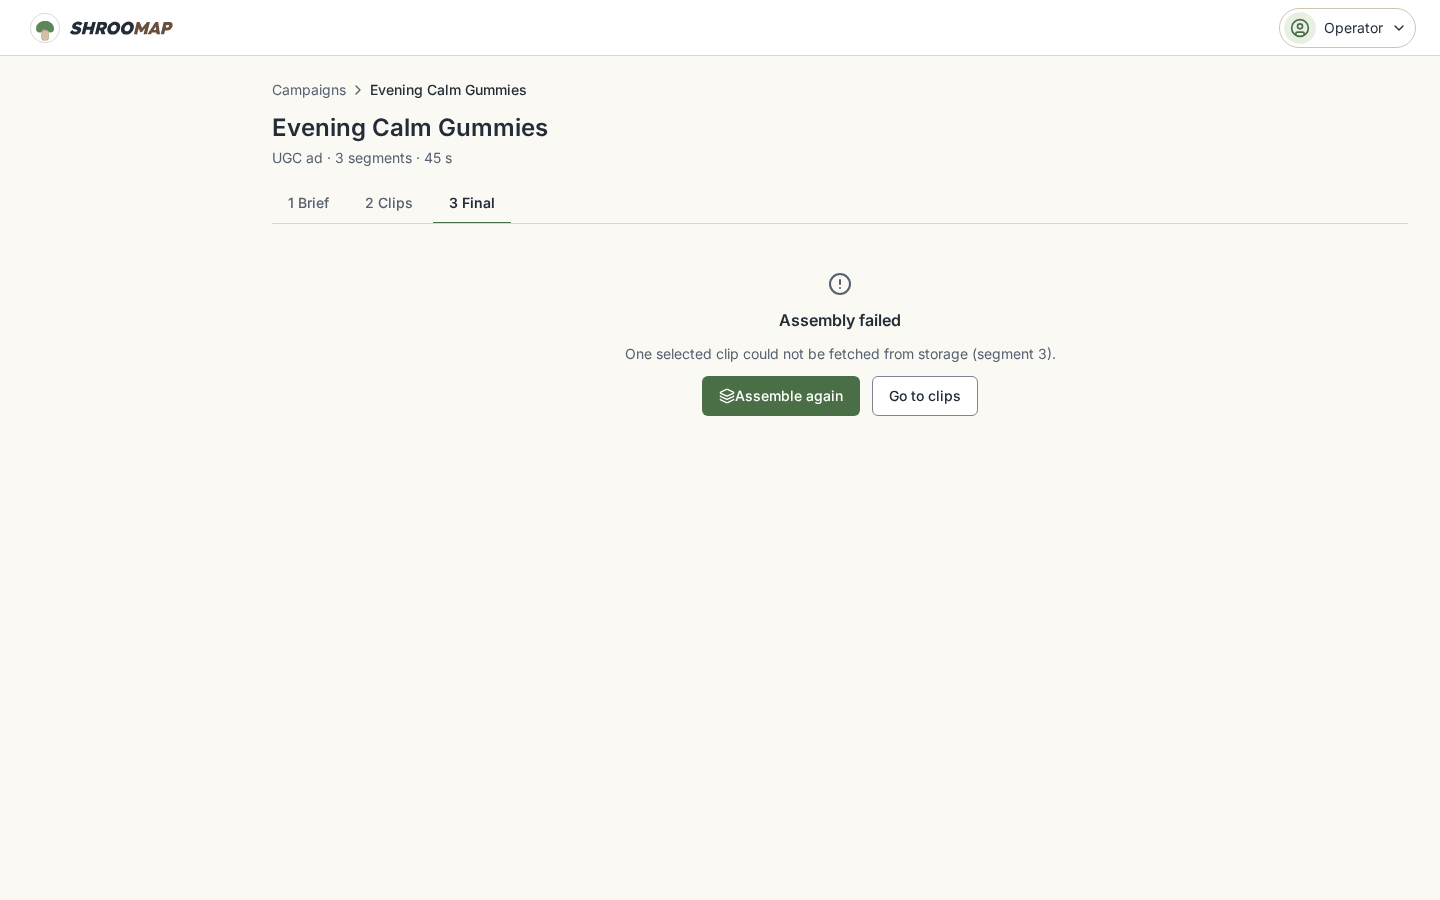 SHROOMAP
Operator
Campaigns
Evening Calm Gummies
Evening Calm Gummies
UGC ad · 3 segments · 45 s
1 Brief
2 Clips
3 Final
Assembly failed
One selected clip could not be fetched from storage (segment 3).
Assemble again
Go to clips